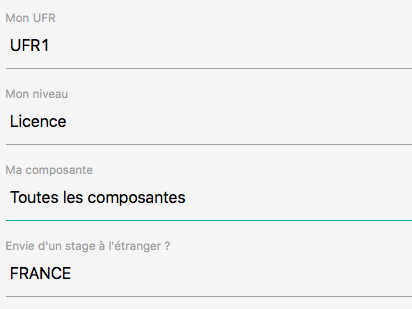 Mon UFR
UFR1
Mon niveau
Licence
Ma composante
Toutes les composantes
Envie d'un stage à l'étranger ?
FRANCE